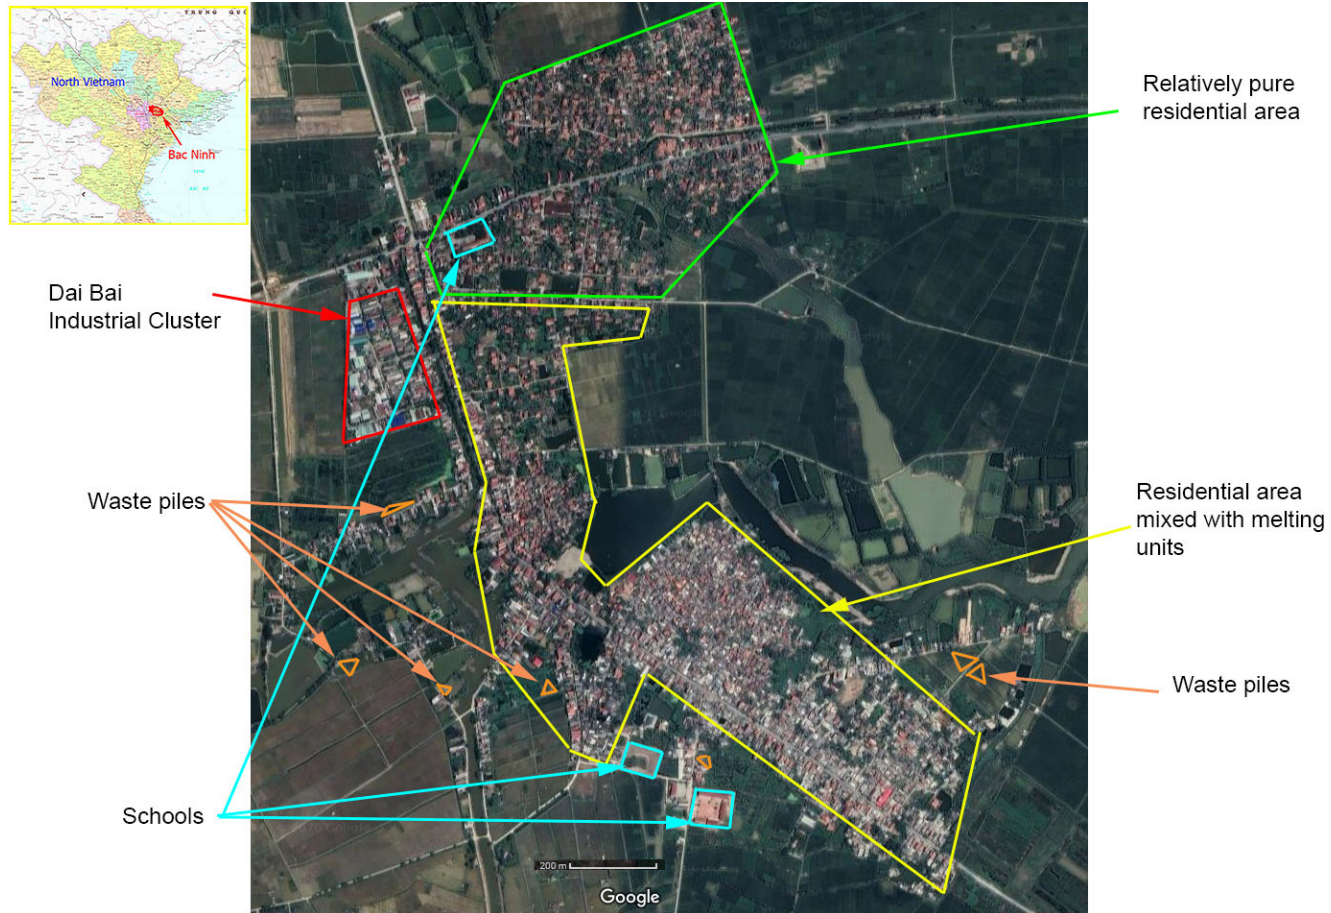 TRUNG QUỐ
North Vietnam
Bac Ninh
Relatively pure
residential area
Dai Bai
Industrial Cluster
Waste piles
Residential area
mixed with melting
units
Waste piles
Schools
200 m
Google